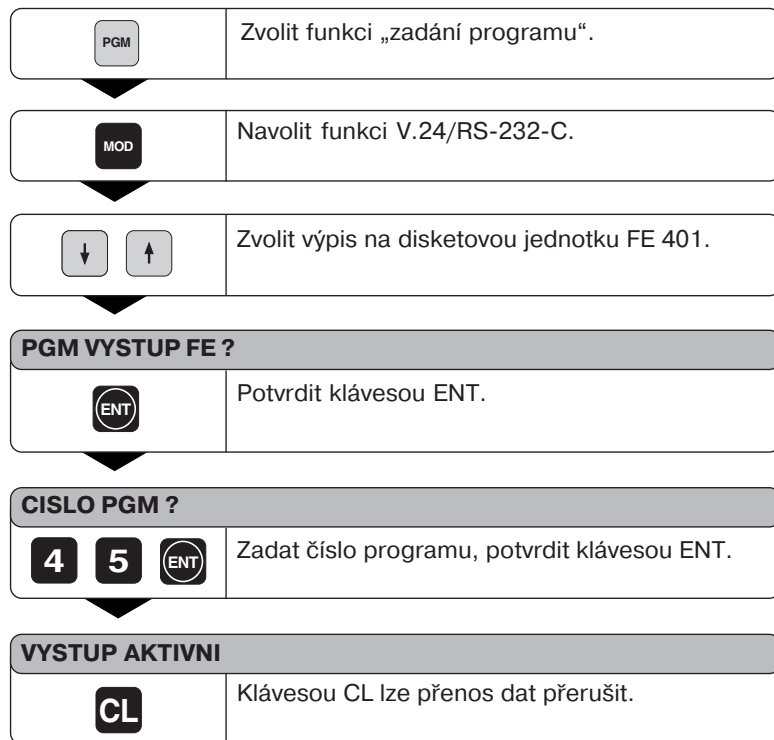 PGM
Zvolit funkci „zadání programu“.
MOD
Navolit funkci V.24/RS-232-C.
Zvolit výpis na disketovou jednotku FE 401.
PGM VYSTUP FE ?
ENT
Potvrdit klávesou ENT.
CISLO PGM ?
4 5 ENT
Zadat číslo programu, potvrdit klávesou ENT.
VYSTUP AKTIVNI
CL
Klávesou CL lze přenos dat přerušit.